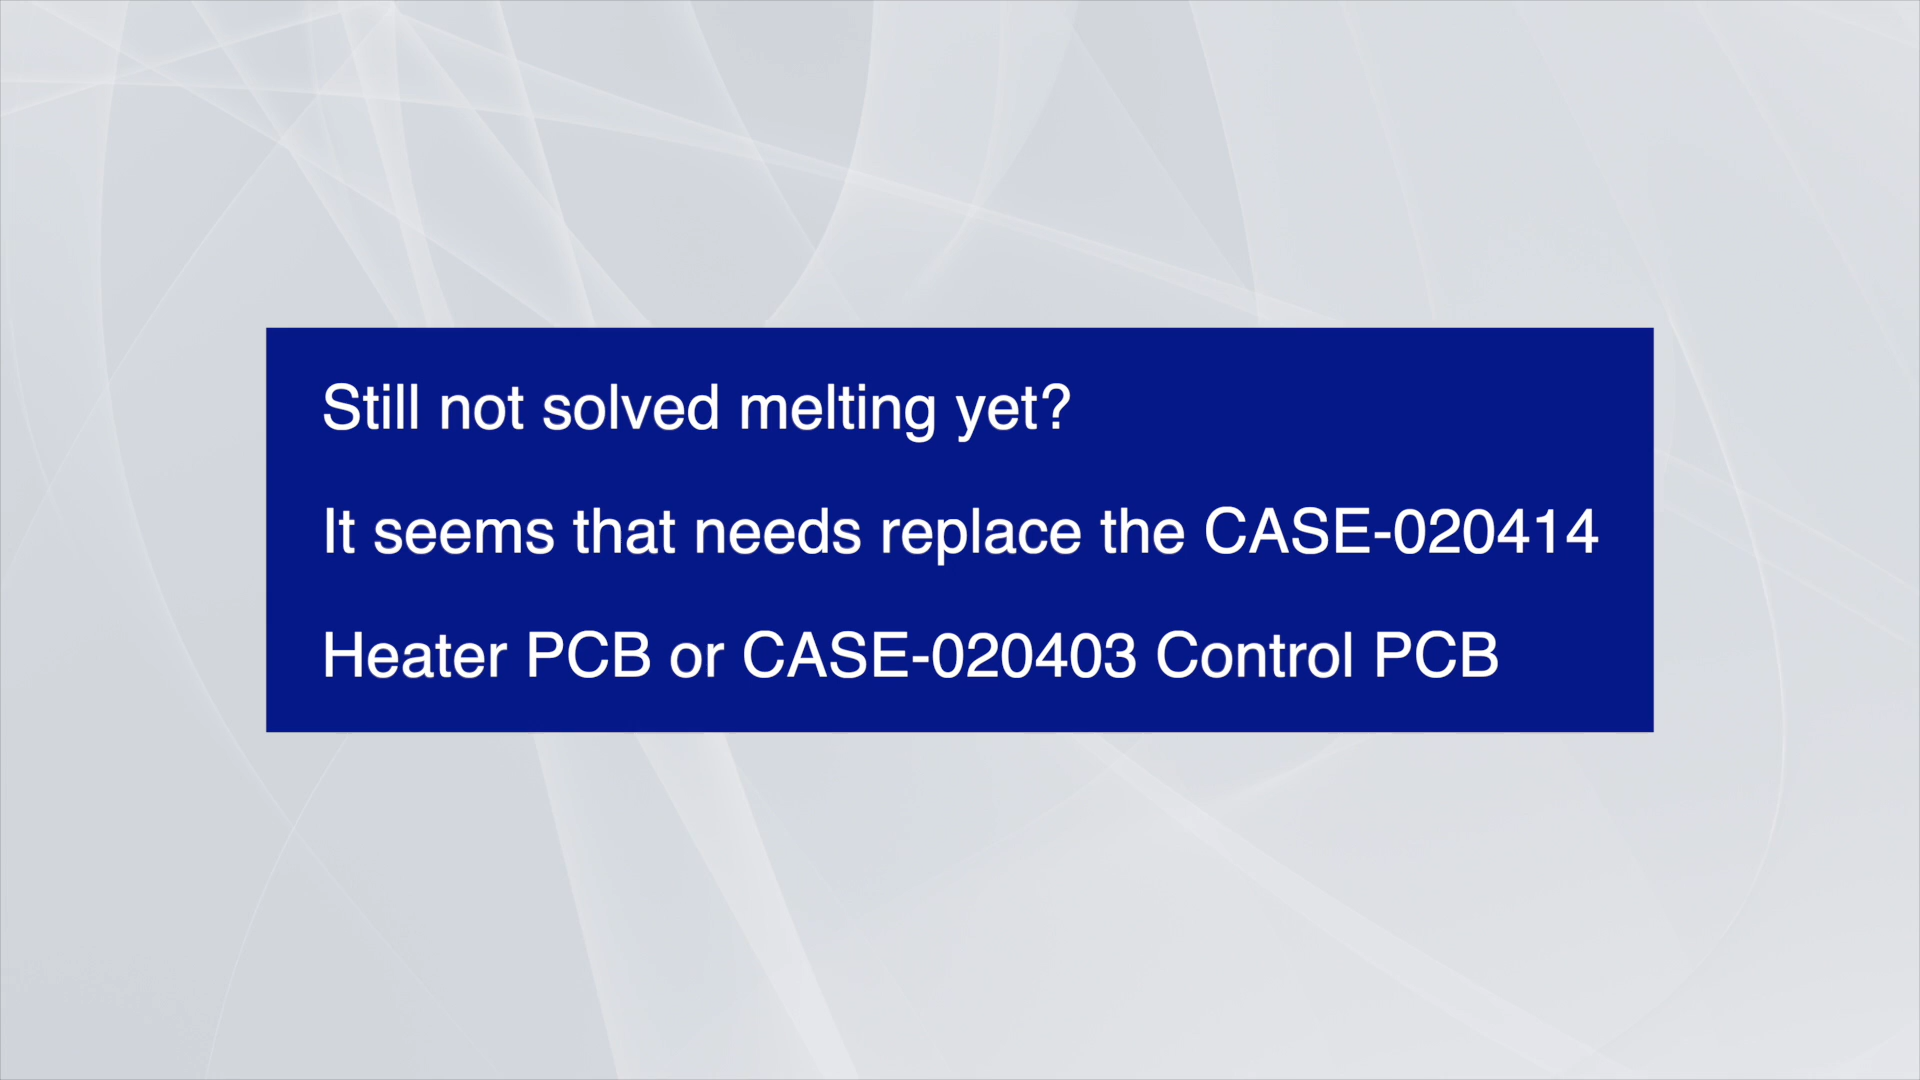 Still not solved melting yet?
It seems that needs replace the CASE-020414
Heater PCB or CASE-020403 Control PCB